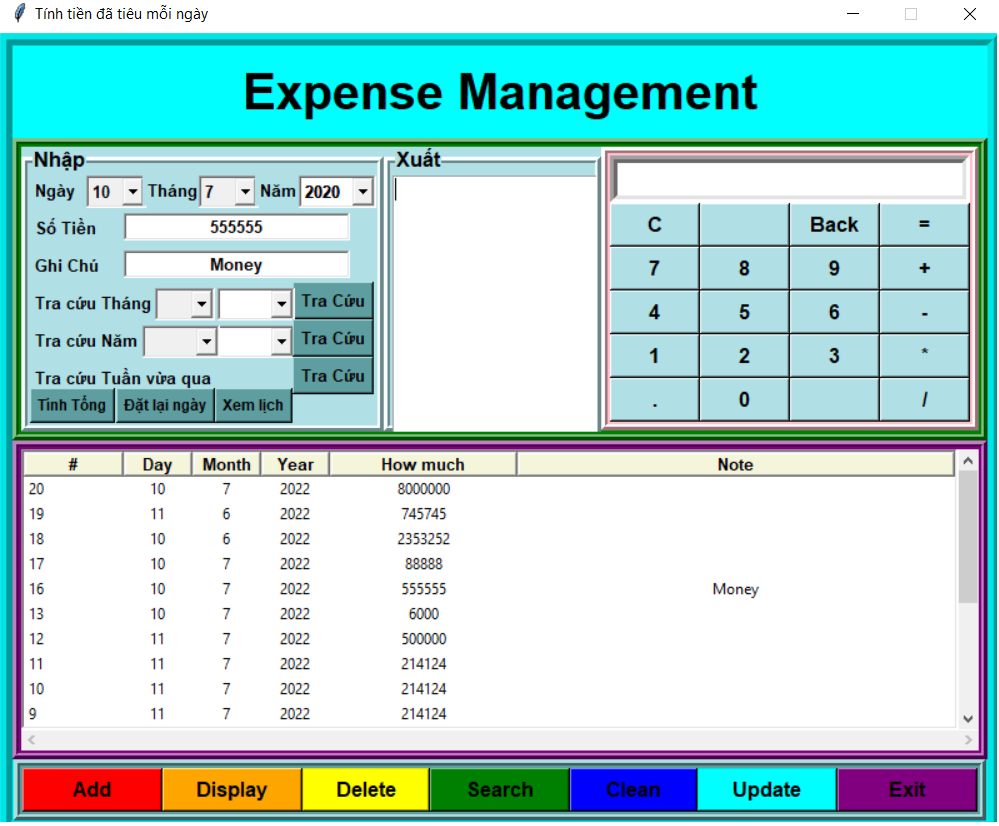 Tính tiền đã tiêu mỗi ngày
Expense Management
Nhập
Ngày 10 Tháng 7 Năm 2020
Số Tiền 555555
Ghi Chú Money
Tra cứu Tháng Tra Cứu
Tra cứu Năm Tra Cứu
Tra cứu Tuần vừa qua Tra Cứu
Tính Tổng Đặt lại ngày Xem lịch
Xuất
C Back =
7 8 9 +
4 5 6 -
1 2 3 *
. 0 /
# Day Month Year How much Note
20 10 7 2022 8000000
19 11 6 2022 745745
18 10 6 2022 2353252
17 10 7 2022 88888
16 10 7 2022 555555 Money
13 10 7 2022 6000
12 11 7 2022 500000
11 11 7 2022 214124
10 11 7 2022 214124
9 11 7 2022 214124
Add Display Delete Search Clean Update Exit